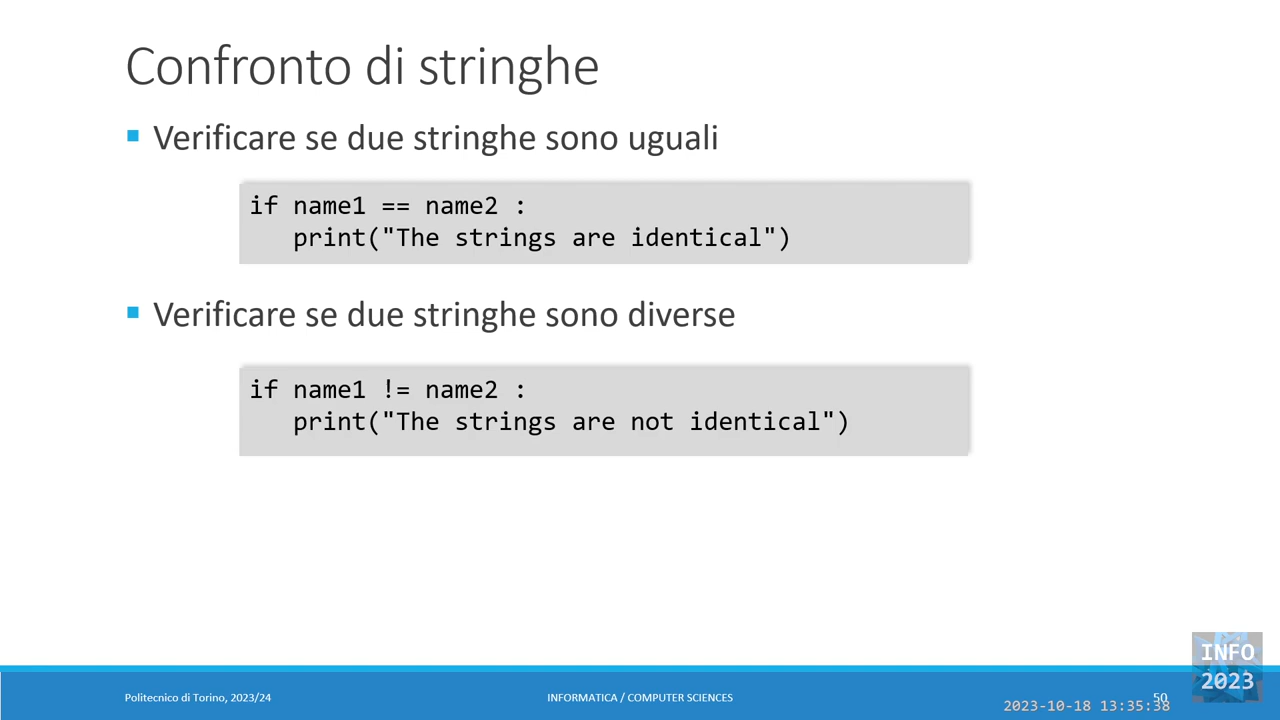 Confronto di stringhe
Verificare se due stringhe sono uguali
if name1 == name2 :
print("The strings are identical")
Verificare se due stringhe sono diverse
if name1 != name2 :
print("The strings are not identical")
Politecnico di Torino, 2023/24
INFORMATICA / COMPUTER SCIENCES
50
2023-10-18 13:35:38
INFO
2023